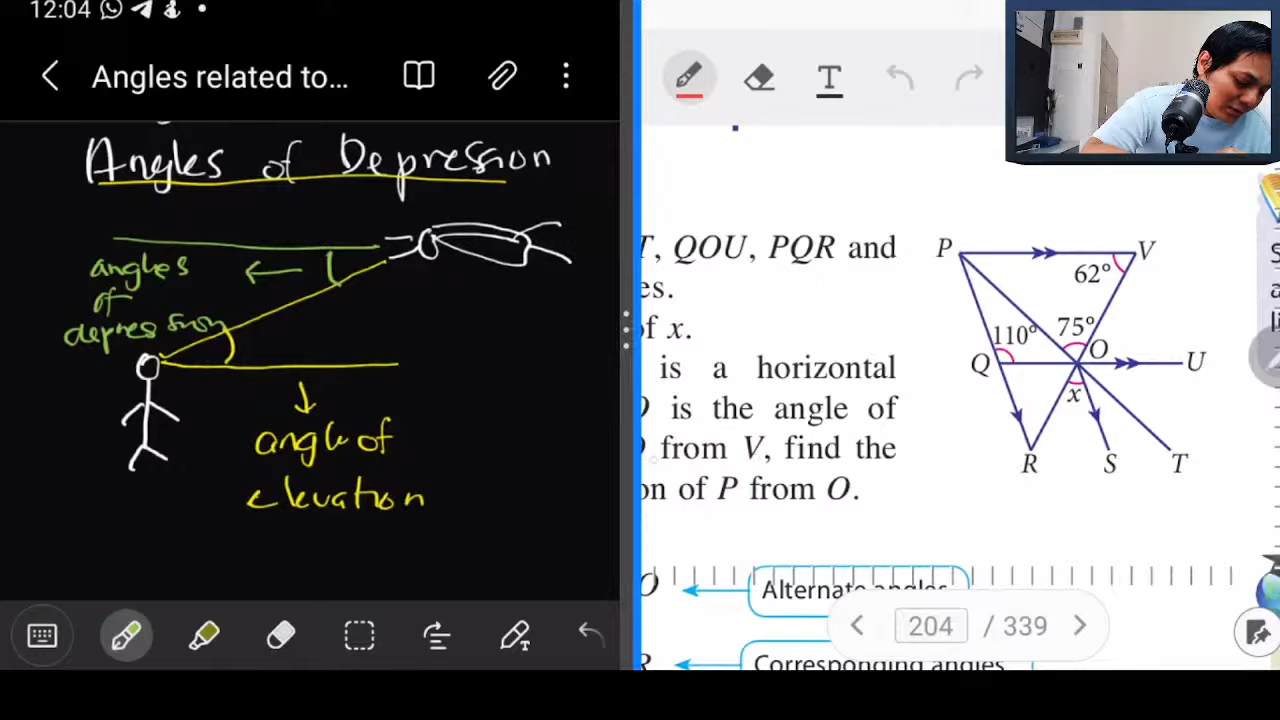 12:04
Angles related to...
Angles of Depression
angles
of
depression
angle of
elevation
T, QOU, PQR and
es.
of x.
is a horizontal
O is the angle of
from V, find the
on of P from O.
P
V
62°
110°
75°
O
Q
U
x
R
S
T
O
Alternate angles
204 / 339
R
Corresponding angles
S
a
li